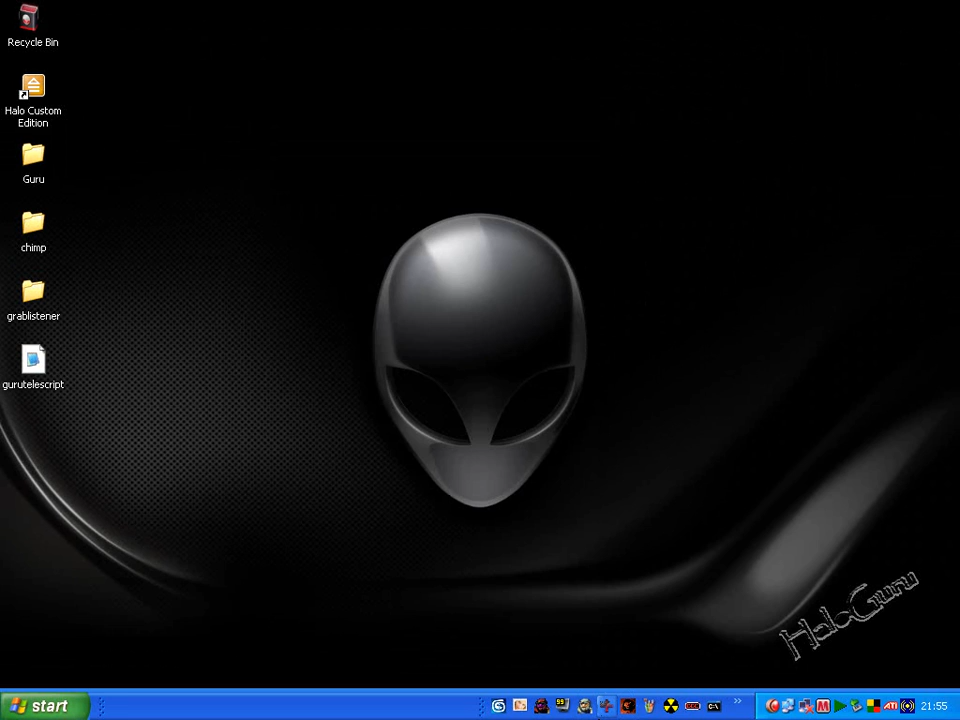 Recycle Bin
Halo Custom
Edition
Guru
chimp
grablistener
gurutelescript
HaloGuru
start
21:55